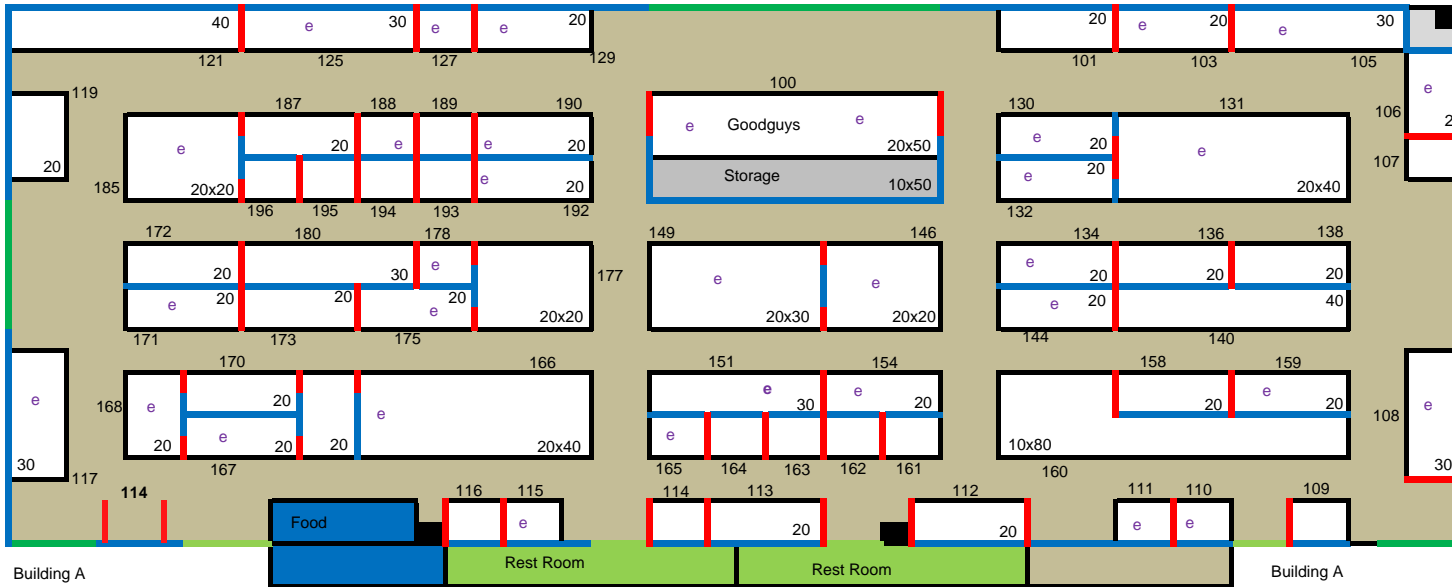 40 e 30 e e 20 20 e 20 e 30
121 125 127 129 101 103 105
119 187 188 189 190 100 130 131 106 e
e 20 e e 20 e Goodguys e e 20 e 2
20 20x20 e 20 20x50 e 20 20x40 107
185 Storage 10x50
196 195 194 193 192 132
172 180 178 149 146 134 136 138
20 30 e 177 e e e 20 20 20
e 20 20 e 20 20x20 20x30 20x20 e 20 40
171 173 175 144 140
170 166 151 154 158 159
e 168 e 20 e e 30 e 20 20 e 20 108 e
30 20 e 20 20 20x40 e 10x80 30
117 167 165 164 163 162 161 160
114 116 115 114 113 112 111 110 109
Food e 20 20 e e
Rest Room Rest Room
Building A Building A